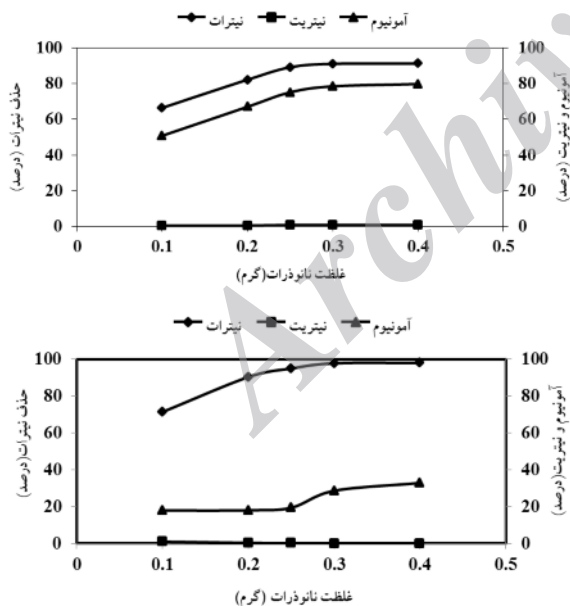 نیترات نیتریت آمونیوم
100 100
80 80
60 60
40 40
20 20
0 0
0 0.1 0.2 0.3 0.4 0.5
حذف نیترات (درصد)
آمونیوم و نیتریت (درصد)
غلظت نانوذرات(گرم)
نیترات نیتریت آمونیوم
100 100
80 80
60 60
40 40
20 20
0 0
0 0.1 0.2 0.3 0.4 0.5
حذف نیترات(درصد)
آمونیوم و نیتریت(درصد)
غلظت نانوذرات (گرم)
Archiv